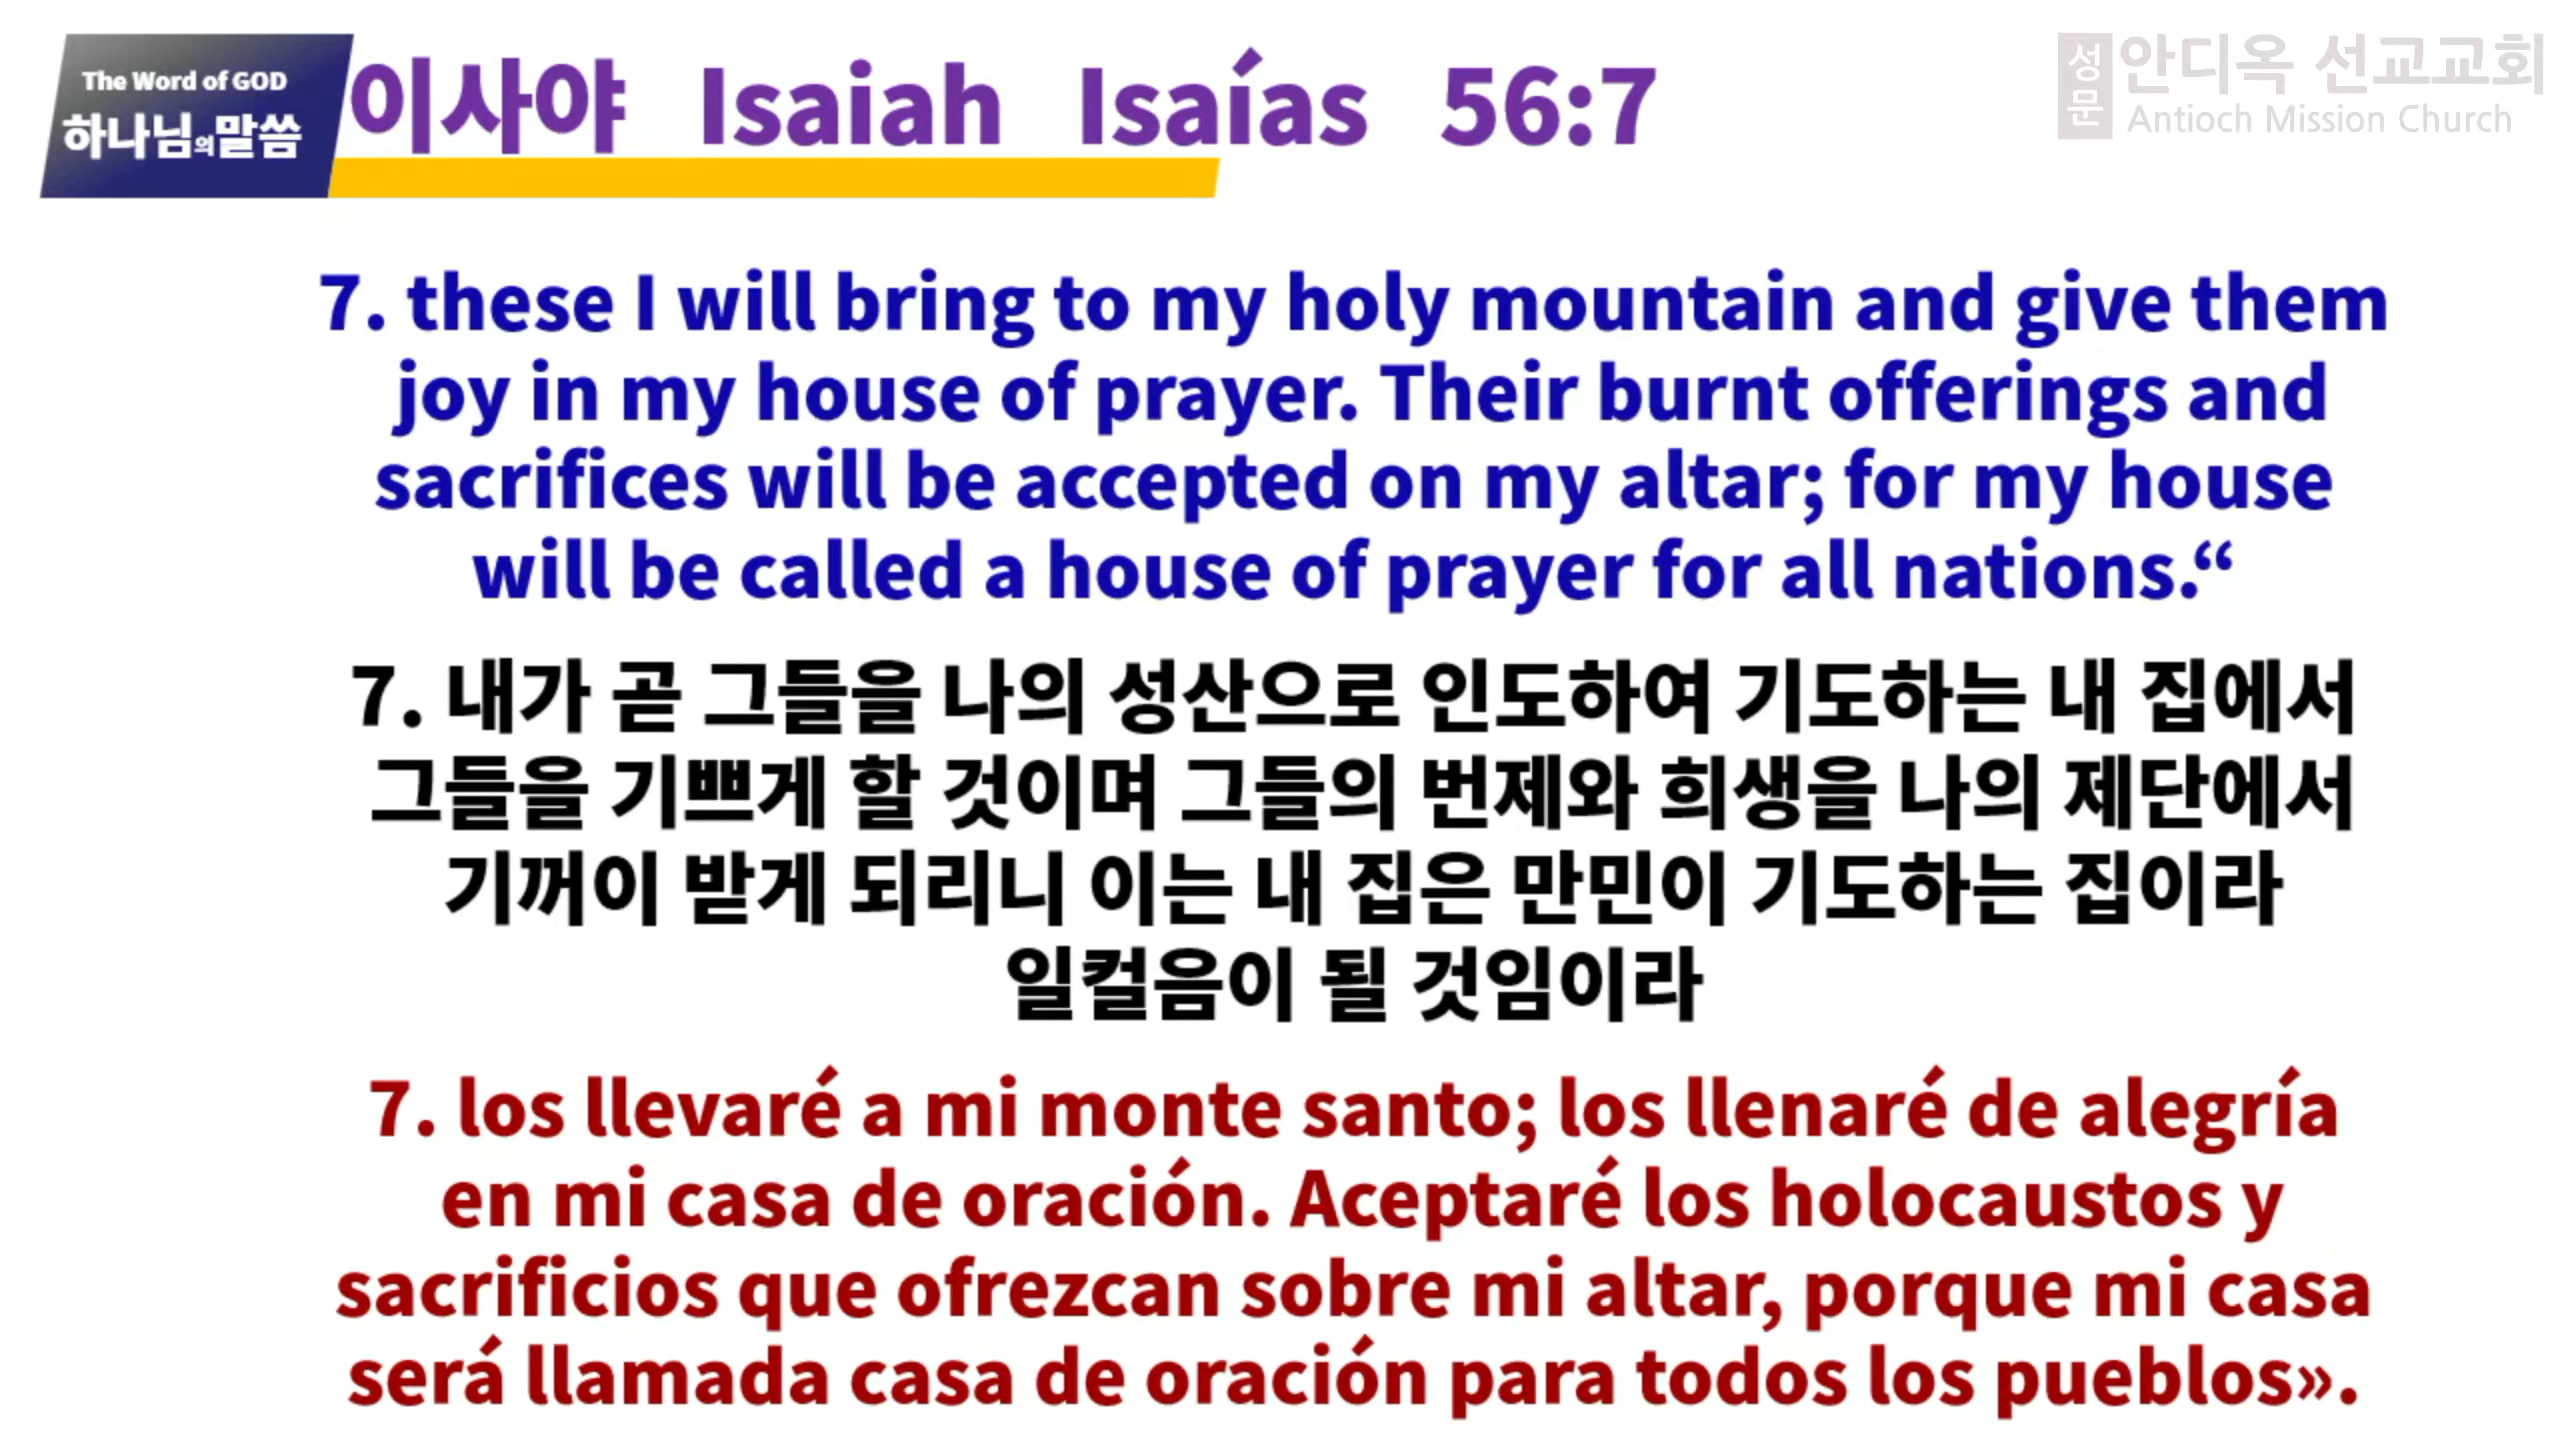 The Word of GOD
하나님의말씀
이사야 Isaiah Isaías 56:7
성문
안디옥 선교교회
Antioch Mission Church
7. these I will bring to my holy mountain and give them
joy in my house of prayer. Their burnt offerings and
sacrifices will be accepted on my altar; for my house
will be called a house of prayer for all nations.“
7. 내가 곧 그들을 나의 성산으로 인도하여 기도하는 내 집에서
그들을 기쁘게 할 것이며 그들의 번제와 희생을 나의 제단에서
기꺼이 받게 되리니 이는 내 집은 만민이 기도하는 집이라
일컬음이 될 것임이라
7. los llevaré a mi monte santo; los llenaré de alegría
en mi casa de oración. Aceptaré los holocaustos y
sacrificios que ofrezcan sobre mi altar, porque mi casa
será llamada casa de oración para todos los pueblos».